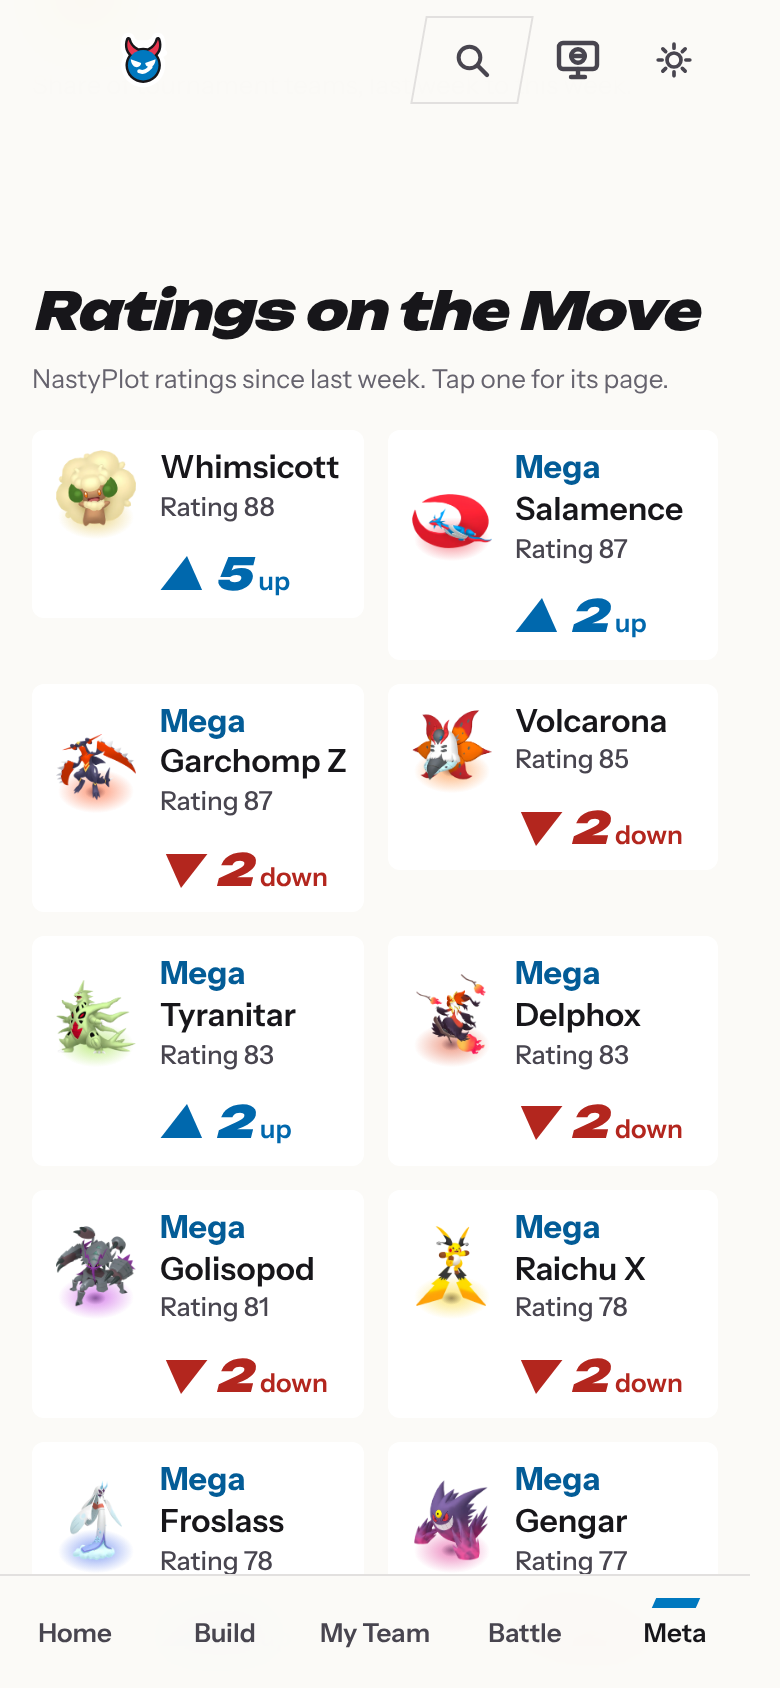 Ratings on the Move
NastyPlot ratings since last week. Tap one for its page.
Whimsicott
Rating 88
5 up
Mega
Salamence
Rating 87
2 up
Mega
Garchomp Z
Rating 87
2 down
Volcarona
Rating 85
2 down
Mega
Tyranitar
Rating 83
2 up
Mega
Delphox
Rating 83
2 down
Mega
Golisopod
Rating 81
2 down
Mega
Raichu X
Rating 78
2 down
Mega
Froslass
Rating 78
Mega
Gengar
Rating 77
Home Build My Team Battle Meta